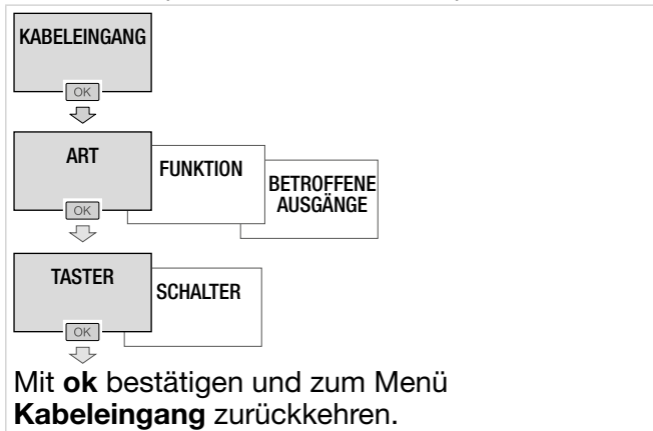 KABELEINGANG
OK
ART
FUNKTION
BETROFFENE
AUSGÄNGE
OK
TASTER
SCHALTER
OK
Mit ok bestätigen und zum Menü
Kabeleingang zurückkehren.